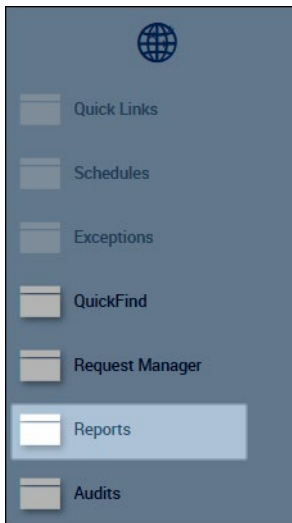 Quick Links
Schedules
Exceptions
QuickFind
Request Manager
Reports
Audits